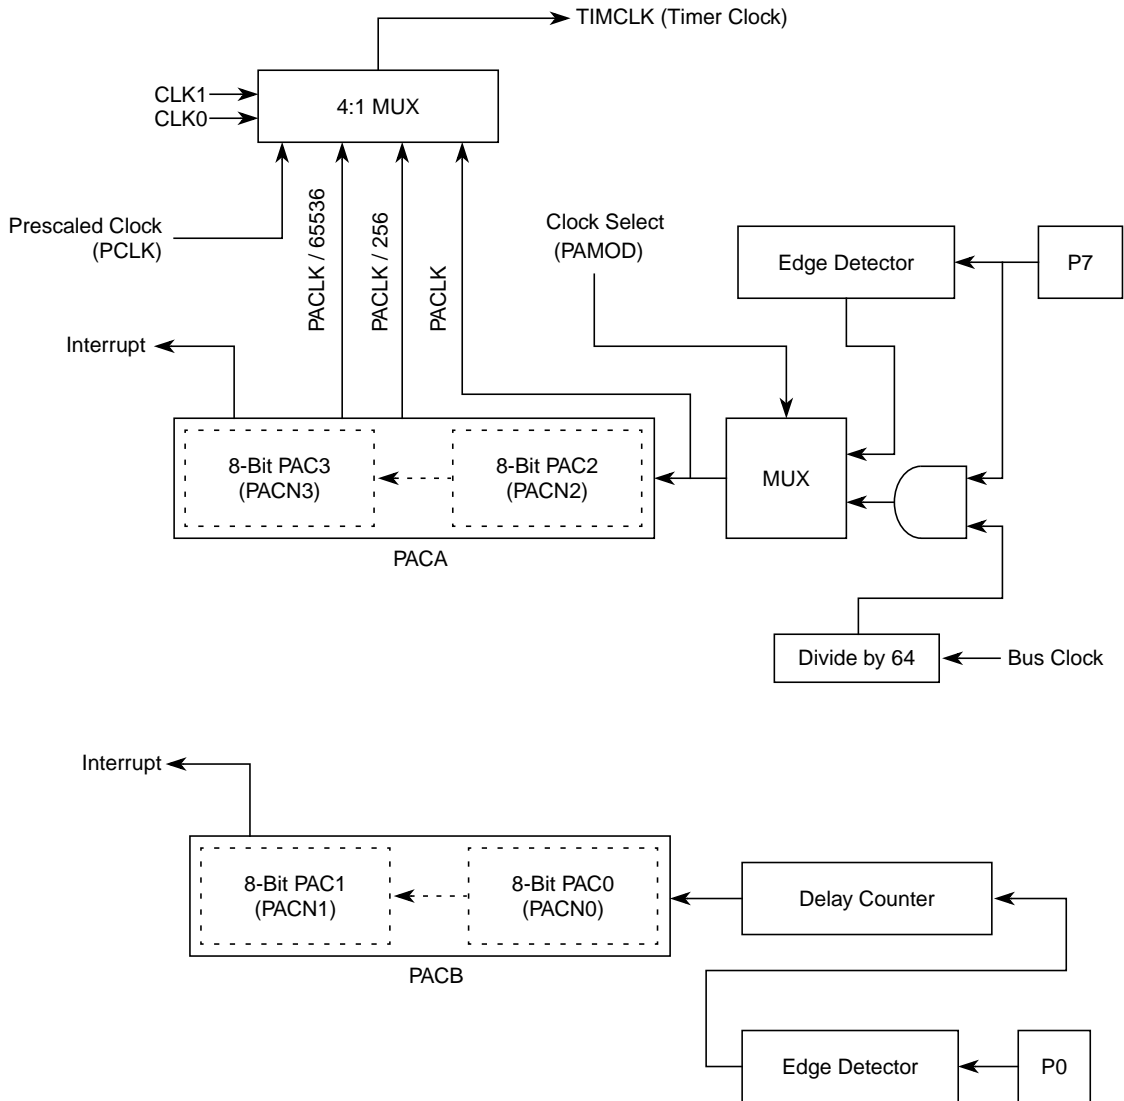 TIMCLK (Timer Clock)
CLK1
CLK0
4:1 MUX
Prescaled Clock
(PCLK)
PACLK / 65536
PACLK / 256
PACLK
Clock Select
(PAMOD)
Edge Detector
P7
Interrupt
8-Bit PAC3
(PACN3)
8-Bit PAC2
(PACN2)
MUX
PACA
Divide by 64
Bus Clock
Interrupt
8-Bit PAC1
(PACN1)
8-Bit PAC0
(PACN0)
Delay Counter
PACB
Edge Detector
P0